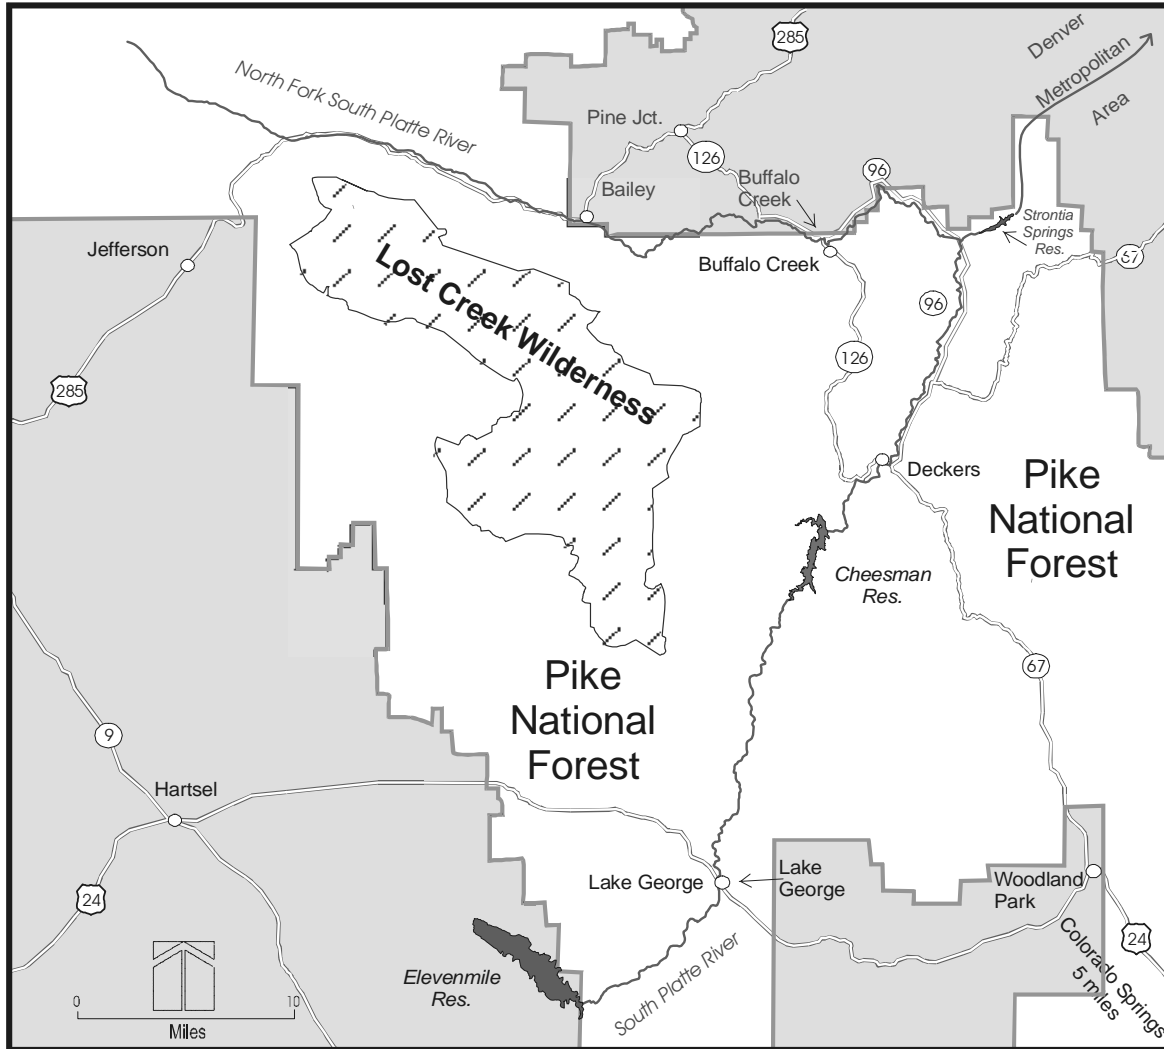 285
Denver
Metropolitan
Area
North Fork South Platte River
Pine Jct.
126
Bailey
Buffalo
Creek
96
Strontia
Springs
Res.
67
Jefferson
Buffalo Creek
Lost Creek Wilderness
96
285
126
Deckers
Pike
National
Forest
Cheesman
Res.
Pike
National
Forest
67
9
Hartsel
24
Lake George
Lake
George
Woodland
Park
24
Colorado Springs
5 miles
Elevenmile
Res.
South Platte River
0
10
Miles